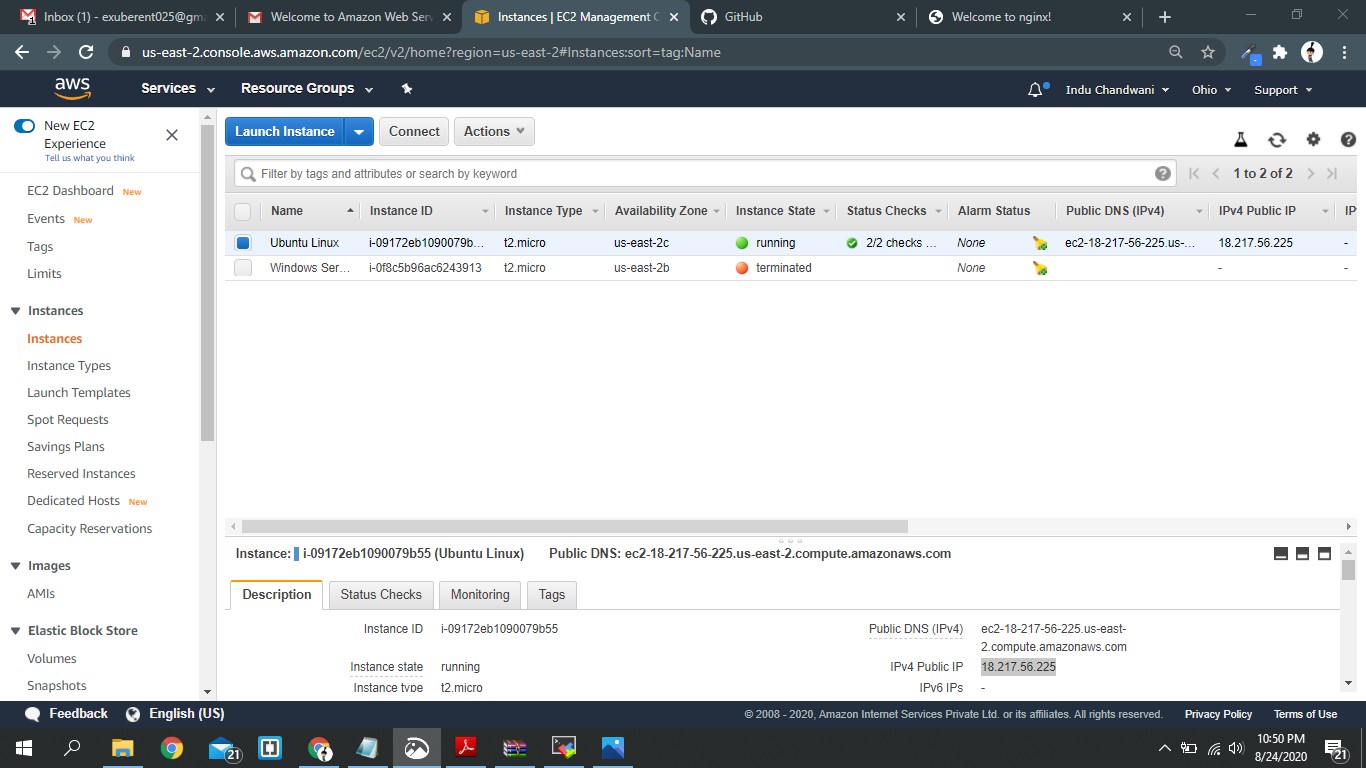 Inbox (1) - exuberent025@gma
Welcome to Amazon Web Serv
Instances | EC2 Management C
GitHub
Welcome to nginx!
us-east-2.console.aws.amazon.com/ec2/v2/home?region=us-east-2#Instances:sort=tag:Name
aws Services Resource Groups Indu Chandwani Ohio Support
New EC2
Experience
Tell us what you think
EC2 Dashboard New
Events New
Tags
Limits
Instances
Instances
Instance Types
Launch Templates
Spot Requests
Savings Plans
Reserved Instances
Dedicated Hosts New
Capacity Reservations
Images
AMIs
Elastic Block Store
Volumes
Snapshots
Launch Instance Connect Actions
Filter by tags and attributes or search by keyword 1 to 2 of 2
Name Instance ID Instance Type Availability Zone Instance State Status Checks Alarm Status Public DNS (IPv4) IPv4 Public IP IP
Ubuntu Linux i-09172eb1090079b... t2.micro us-east-2c running 2/2 checks ... None ec2-18-217-56-225.us-... 18.217.56.225 -
Windows Ser... i-0f8c5b96ac6243913 t2.micro us-east-2b terminated None - -
Instance: i-09172eb1090079b55 (Ubuntu Linux) Public DNS: ec2-18-217-56-225.us-east-2.compute.amazonaws.com
Description Status Checks Monitoring Tags
Instance ID i-09172eb1090079b55
Instance state running
Instance type t2.micro
Public DNS (IPv4) ec2-18-217-56-225.us-east-
2.compute.amazonaws.com
IPv4 Public IP 18.217.56.225
IPv6 IPs -
Feedback English (US) © 2008 - 2020, Amazon Internet Services Private Ltd. or its affiliates. All rights reserved. Privacy Policy Terms of Use
21
10:50 PM
8/24/2020
21